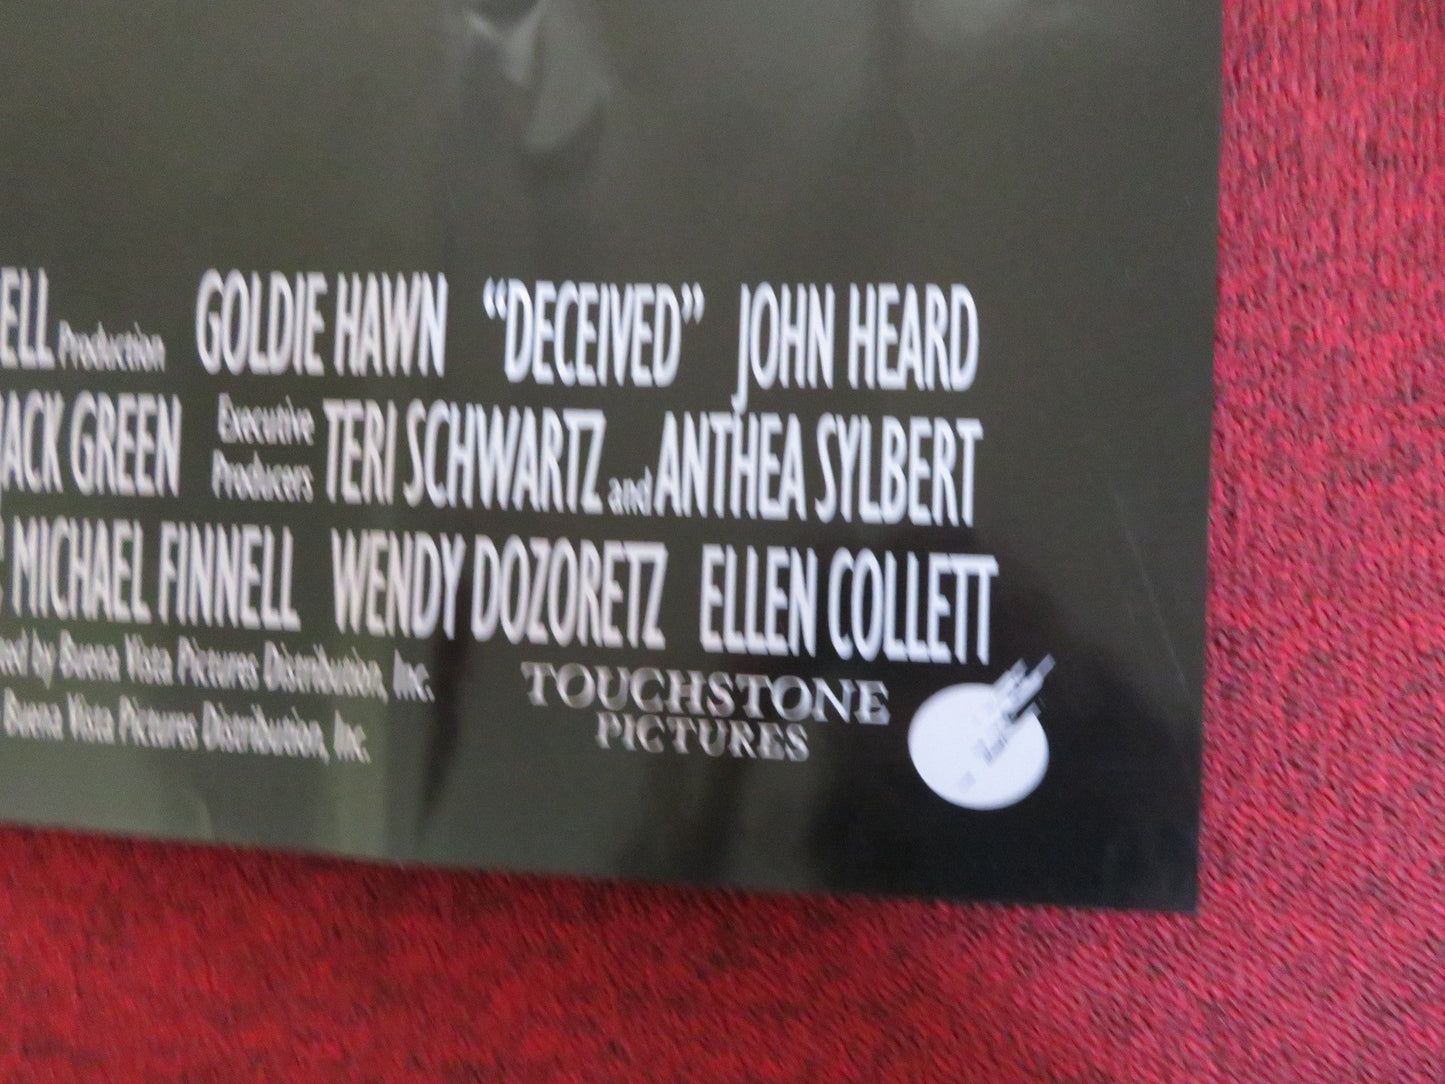 ELL Production GOLDIE HAWN “DECEIVED” JOHN HEARD
JACK GREEN Executive Producers TERI SCHWARTZ and ANTHEA SYLBERT
MICHAEL FINNELL WENDY DOZORETZ ELLEN COLLETT
by Buena Vista Pictures Distribution, Inc.
Buena Vista Pictures Distribution, Inc.
TOUCHSTONE
PICTURES